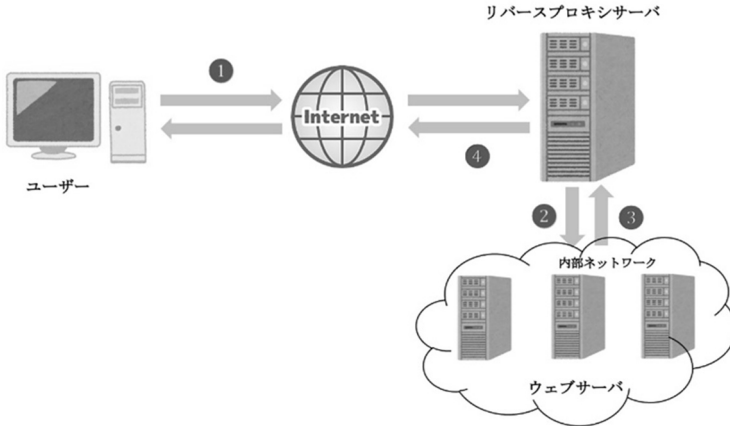 リバースプロキシサーバ
1
Internet
4
ユーザー
2
3
内部ネットワーク
ウェブサーバ